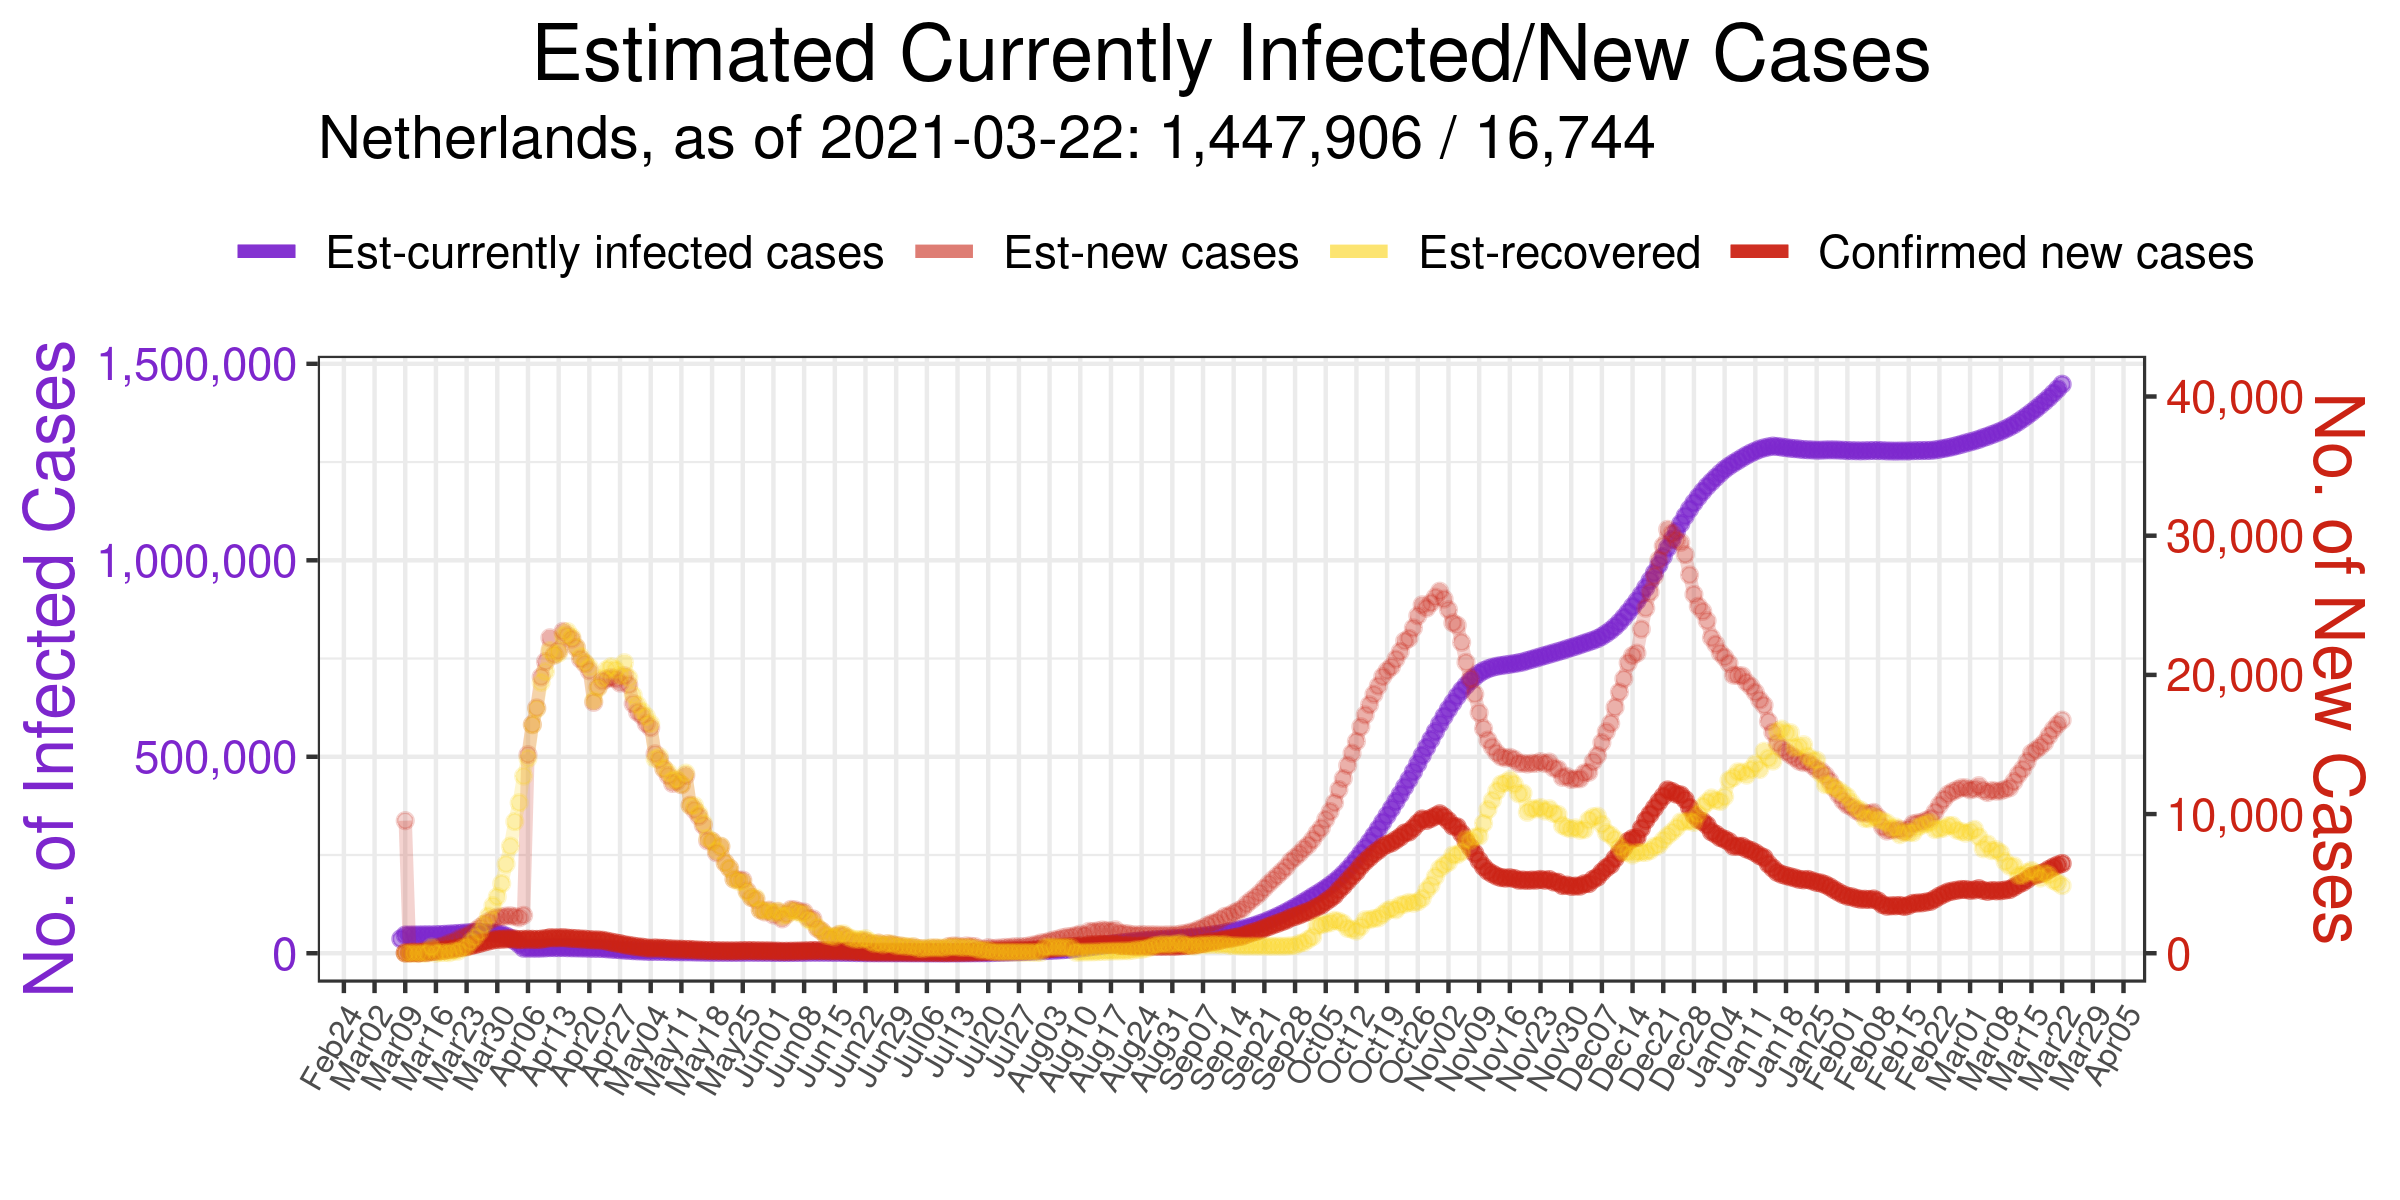 Estimated Currently Infected/New Cases
Netherlands, as of 2021-03-22: 1,447,906 / 16,744
Est-currently infected cases Est-new cases Est-recovered Confirmed new cases
No. of Infected Cases
1,500,000
1,000,000
500,000
0
40,000
30,000
20,000
10,000
0
No. of New Cases
Feb24 Mar02 Mar09 Mar16 Mar23 Mar30 Apr06 Apr13 Apr20 Apr27 May04 May11 May18 May25 Jun01 Jun08 Jun15 Jun22 Jun29 Jul06 Jul13 Jul20 Jul27 Aug03 Aug10 Aug17 Aug24 Aug31 Sep07 Sep14 Sep21 Sep28 Oct05 Oct12 Oct19 Oct26 Nov02 Nov09 Nov16 Nov23 Nov30 Dec07 Dec14 Dec21 Dec28 Jan04 Jan11 Jan18 Jan25 Feb01 Feb08 Feb15 Feb22 Mar01 Mar08 Mar15 Mar22 Mar29 Apr05